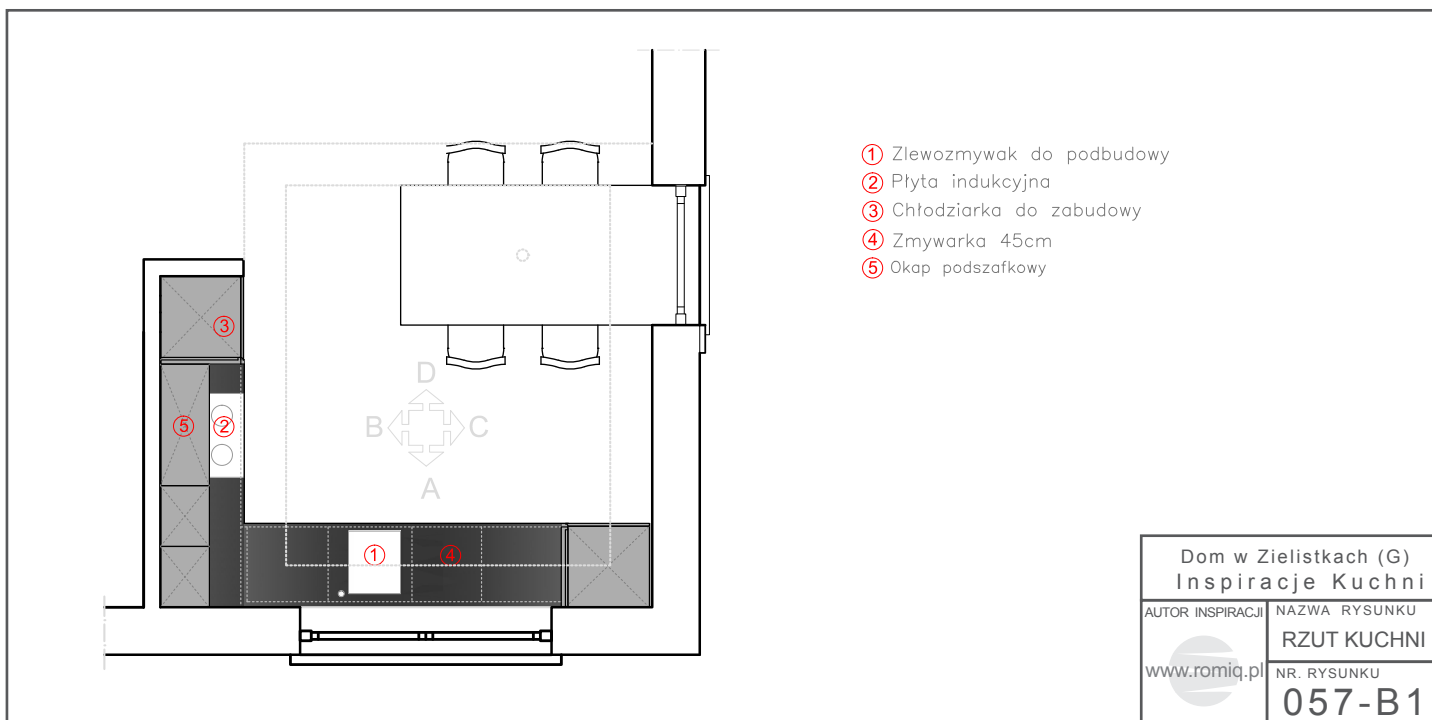 ① Zlewozmywak do podbudowy
② Płyta indukcyjna
③ Chłodziarka do zabudowy
④ Zmywarka 45cm
⑤ Okap podszafkowy
③
⑤
②
D
B
C
A
①
④
Dom w Zielistkach (G)
Inspiracje Kuchni
AUTOR INSPIRACJI
www.romiq.pl
NAZWA RYSUNKU
RZUT KUCHNI
NR. RYSUNKU
057-B1